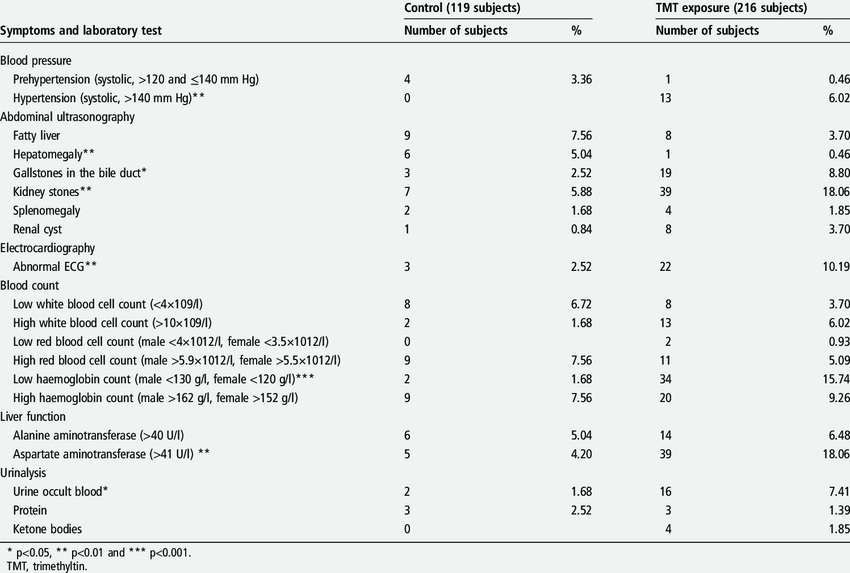 Control (119 subjects) TMT exposure (216 subjects)
Symptoms and laboratory test Number of subjects % Number of subjects %
Blood pressure
Prehypertension (systolic, >120 and ≤140 mm Hg) 4 3.36 1 0.46
Hypertension (systolic, >140 mm Hg)** 0 13 6.02
Abdominal ultrasonography
Fatty liver 9 7.56 8 3.70
Hepatomegaly** 6 5.04 1 0.46
Gallstones in the bile duct* 3 2.52 19 8.80
Kidney stones** 7 5.88 39 18.06
Splenomegaly 2 1.68 4 1.85
Renal cyst 1 0.84 8 3.70
Electrocardiography
Abnormal ECG** 3 2.52 22 10.19
Blood count
Low white blood cell count (<4×109/l) 8 6.72 8 3.70
High white blood cell count (>10×109/l) 2 1.68 13 6.02
Low red blood cell count (male <4×1012/l, female <3.5×1012/l) 0 2 0.93
High red blood cell count (male >5.9×1012/l, female >5.5×1012/l) 9 7.56 11 5.09
Low haemoglobin count (male <130 g/l, female <120 g/l)*** 2 1.68 34 15.74
High haemoglobin count (male >162 g/l, female >152 g/l) 9 7.56 20 9.26
Liver function
Alanine aminotransferase (>40 U/l) 6 5.04 14 6.48
Aspartate aminotransferase (>41 U/l) ** 5 4.20 39 18.06
Urinalysis
Urine occult blood* 2 1.68 16 7.41
Protein 3 2.52 3 1.39
Ketone bodies 0 4 1.85
* p<0.05, ** p<0.01 and *** p<0.001.
TMT, trimethyltin.